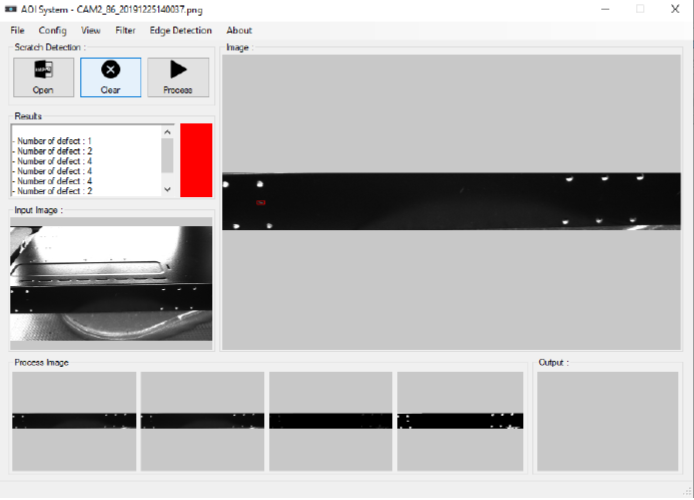 AOI System - CAM2_86_20191225140037.png
File Config View Filter Edge Detection About
Scratch Detection :
Open Clear Process
Results
- Number of defect : 1
- Number of defect : 2
- Number of defect : 4
- Number of defect : 4
- Number of defect : 4
- Number of defect : 2
Input Image :
Image :
Process Image
Output :